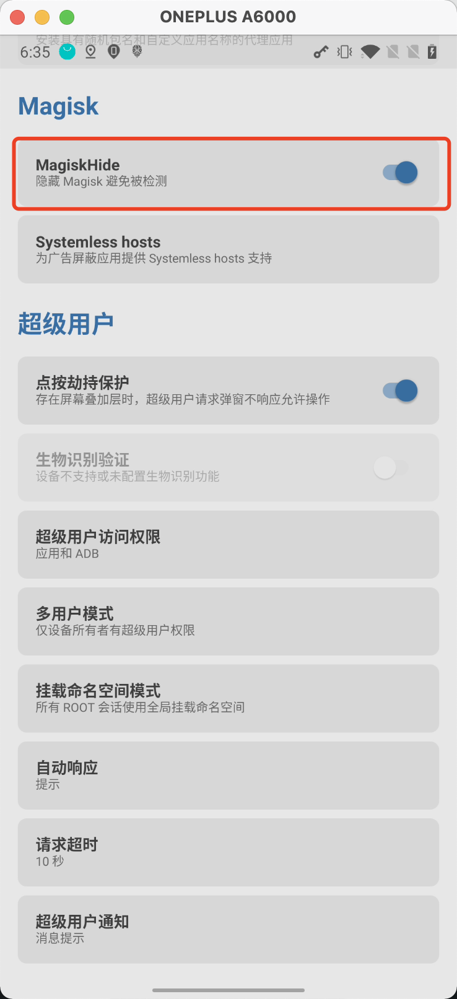 ONEPLUS A6000
安装具有随机包名和自定义应用名称的代理应用
6:35
Magisk
MagiskHide
隐藏 Magisk 避免被检测
Systemless hosts
为广告屏蔽应用提供 Systemless hosts 支持
超级用户
点按劫持保护
存在屏幕叠加层时，超级用户请求弹窗不响应允许操作
生物识别验证
设备不支持或未配置生物识别功能
超级用户访问权限
应用和 ADB
多用户模式
仅设备所有者有超级用户权限
挂载命名空间模式
所有 ROOT 会话使用全局挂载命名空间
自动响应
提示
请求超时
10 秒
超级用户通知
消息提示